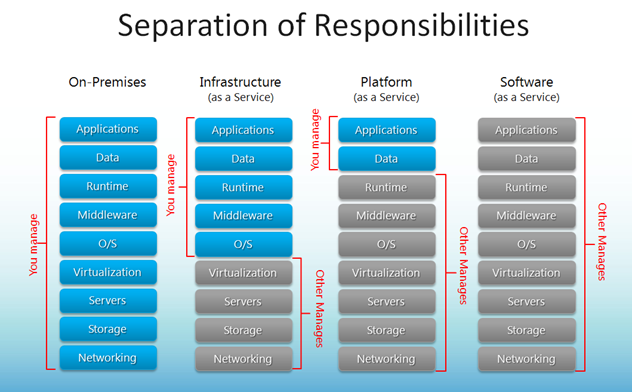 Separation of Responsibilities
On-Premises
Applications
Data
Runtime
Middleware
O/S
Virtualization
Servers
Storage
Networking
You manage
Infrastructure
(as a Service)
Applications
Data
Runtime
Middleware
O/S
Virtualization
Servers
Storage
Networking
You manage
Other Manages
Platform
(as a Service)
Applications
Data
Runtime
Middleware
O/S
Virtualization
Servers
Storage
Networking
You manage
Other Manages
Software
(as a Service)
Applications
Data
Runtime
Middleware
O/S
Virtualization
Servers
Storage
Networking
Other Manages